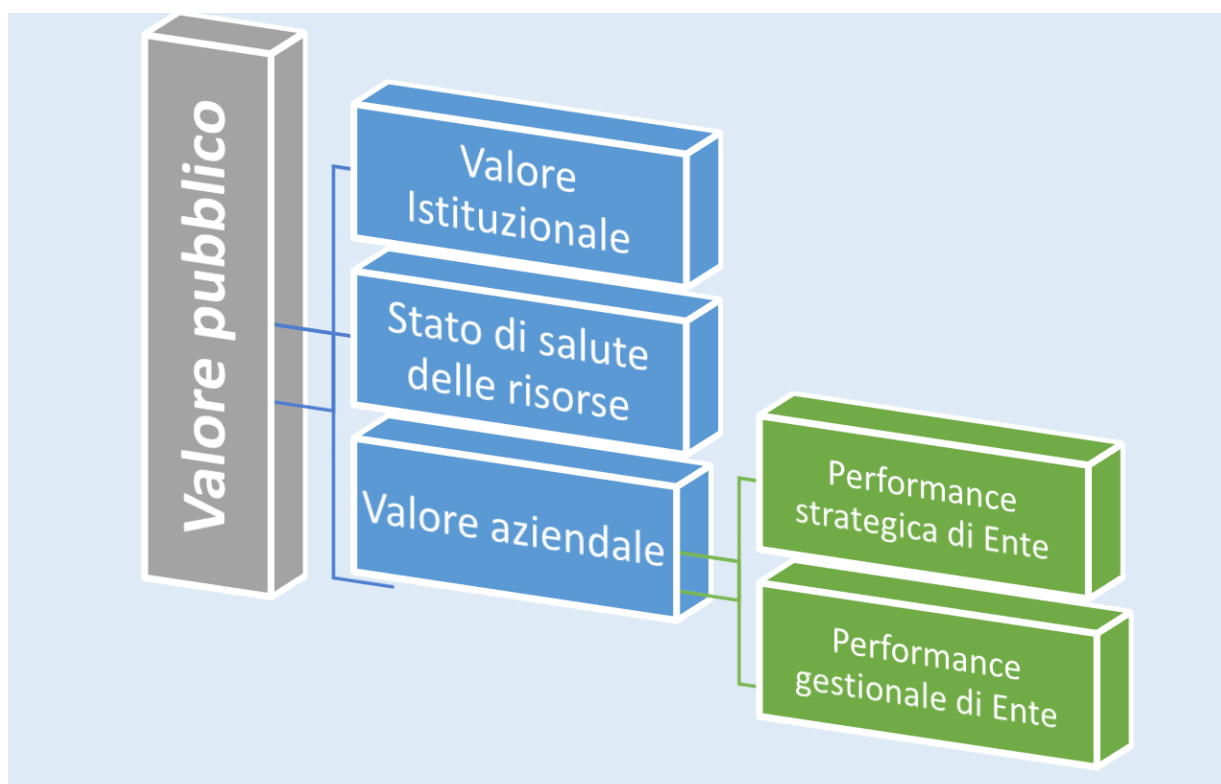 Valore pubblico
Valore
Istituzionale
Stato di salute
delle risorse
Valore aziendale
Performance
strategica di Ente
Performance
gestionale di Ente